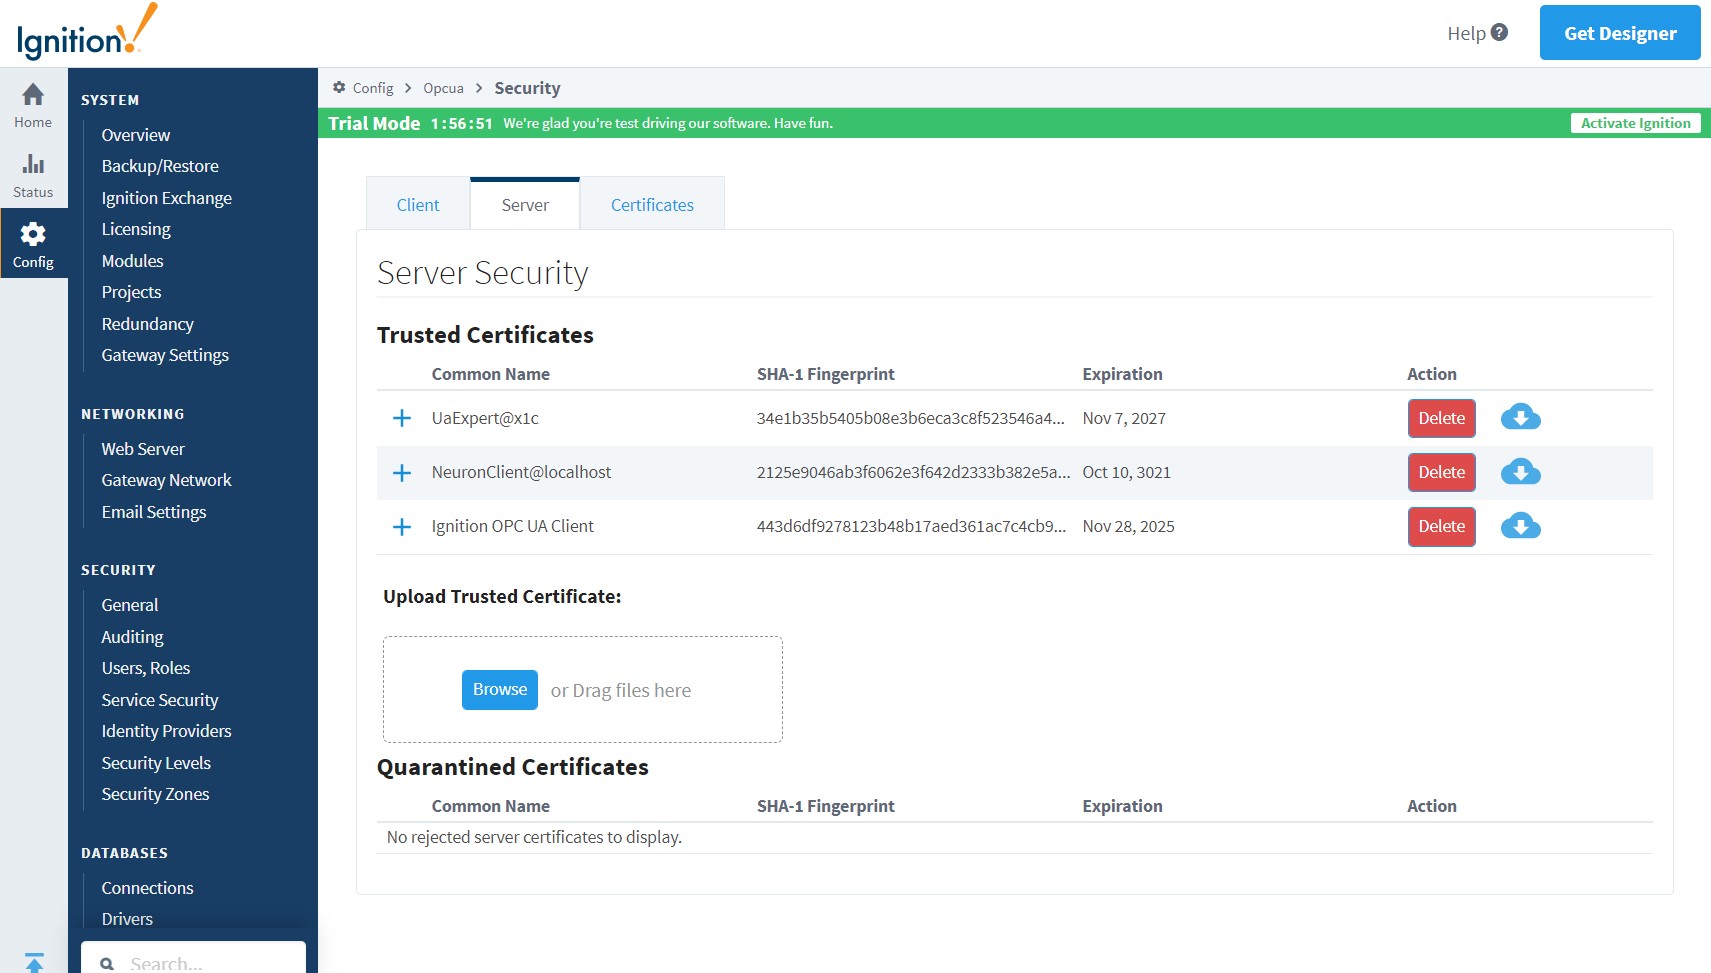 Ignition!
Help ?
Get Designer
Home
Status
Config
SYSTEM
Overview
Backup/Restore
Ignition Exchange
Licensing
Modules
Projects
Redundancy
Gateway Settings
NETWORKING
Web Server
Gateway Network
Email Settings
SECURITY
General
Auditing
Users, Roles
Service Security
Identity Providers
Security Levels
Security Zones
DATABASES
Connections
Drivers
Search...
Config > Opcua > Security
Trial Mode 1:56:51 We're glad you're test driving our software. Have fun. Activate Ignition
Client Server Certificates
Server Security
Trusted Certificates
Common Name SHA-1 Fingerprint Expiration Action
+ UaExpert@x1c 34e1b35b5405b08e3b6eca3c8f523546a4... Nov 7, 2027 Delete
+ NeuronClient@localhost 2125e9046ab3f6062e3f642d2333b382e5a... Oct 10, 3021 Delete
+ Ignition OPC UA Client 443d6df9278123b48b17aed361ac7c4cb9... Nov 28, 2025 Delete
Upload Trusted Certificate:
Browse or Drag files here
Quarantined Certificates
Common Name SHA-1 Fingerprint Expiration Action
No rejected server certificates to display.